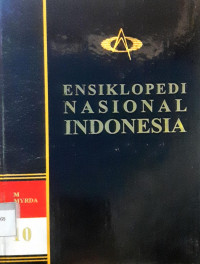 ENSIKLOPEDI
NASIONAL
INDONESIA
M
MYRDA
10